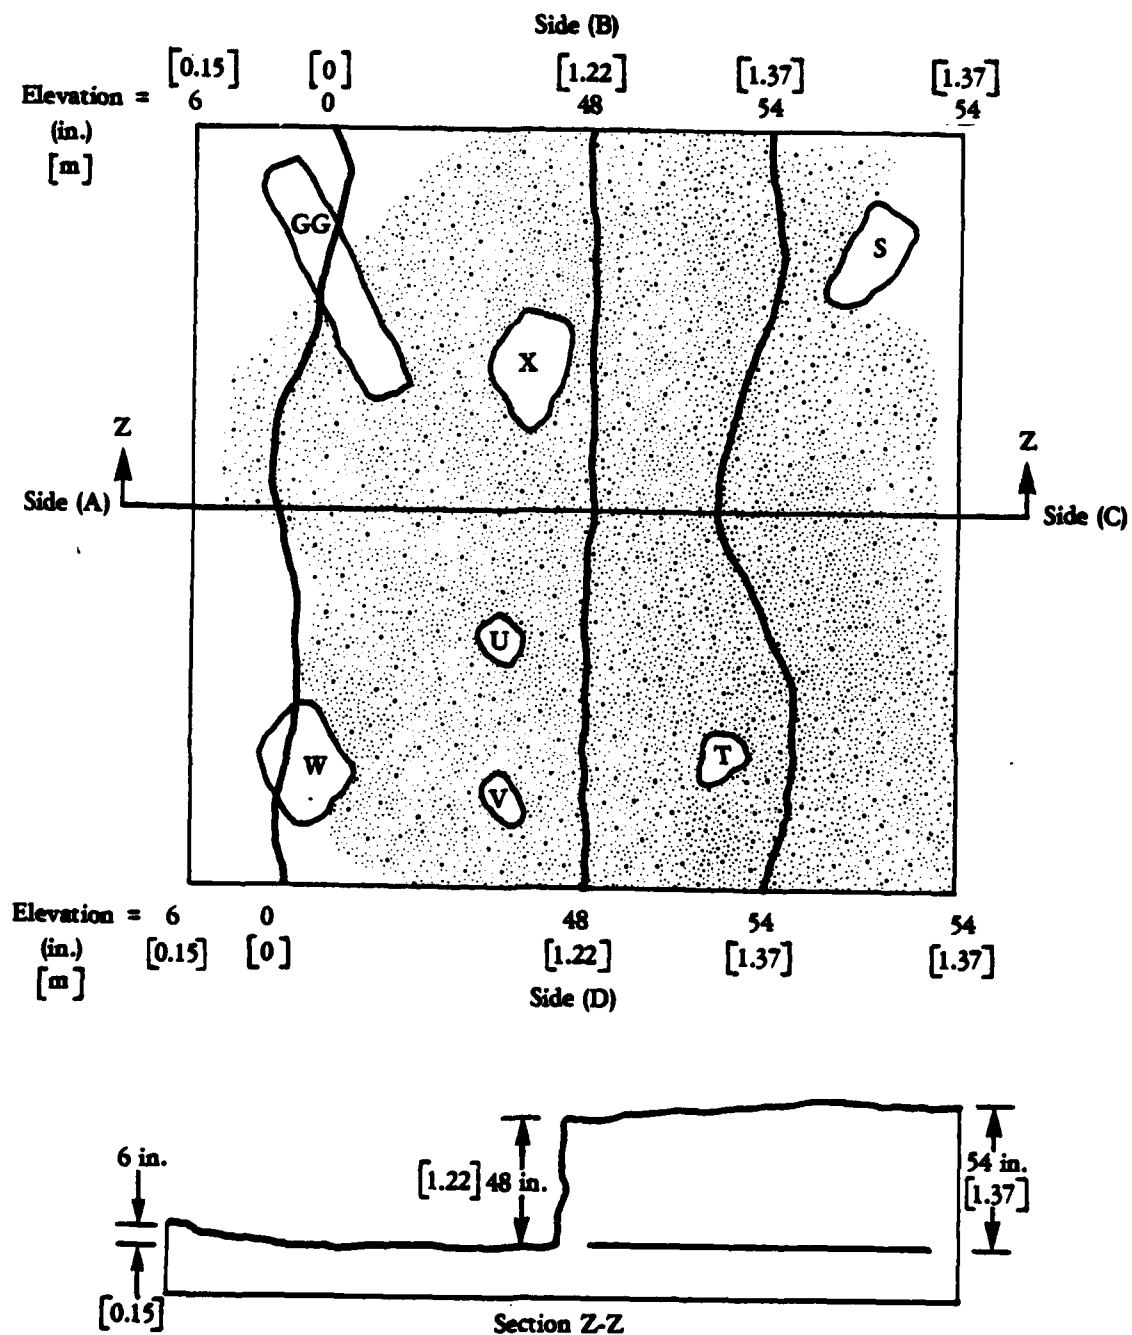 Side (B)
[0.15] [0] [1.22] [1.37] [1.37]
Elevation = 6 0 48 54 54
(in.)
[m]
GG
S
X
Z Z
Side (A) Side (C)
U
W
V
T
Elevation = 6 0 48 54 54
(in.) [0.15] [0] [1.22] [1.37] [1.37]
[m]
Side (D)
6 in.
[1.22] 48 in.
54 in.
[1.37]
[0.15]
Section Z-Z